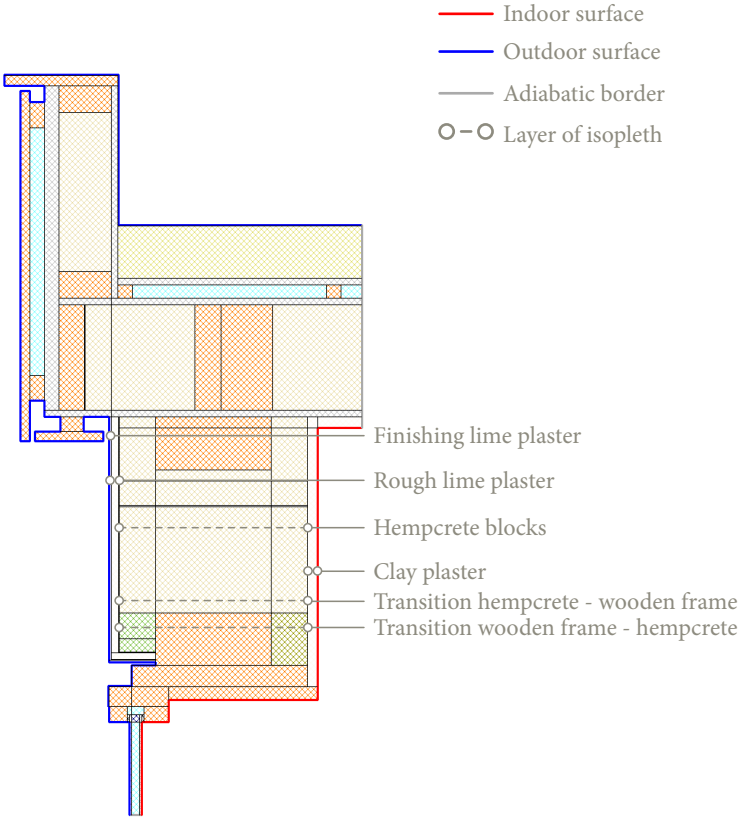 Indoor surface
Outdoor surface
Adiabatic border
Layer of isopleth
Finishing lime plaster
Rough lime plaster
Hempcrete blocks
Clay plaster
Transition hempcrete - wooden frame
Transition wooden frame - hempcrete